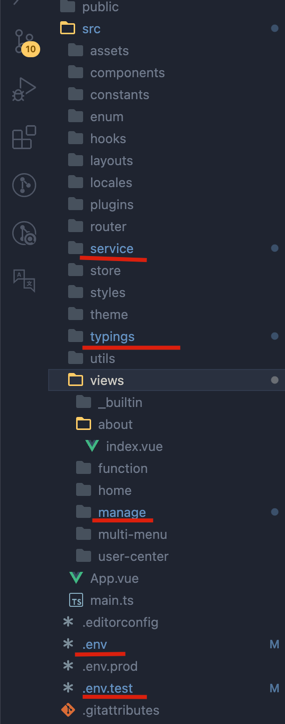 public
src
10
assets
components
constants
enum
hooks
layouts
locales
plugins
router
service
store
styles
theme
typings
utils
views
_builtin
about
index.vue
function
home
manage
multi-menu
user-center
App.vue
TS main.ts
.editorconfig
.env M
.env.prod
.env.test M
.gitattributes